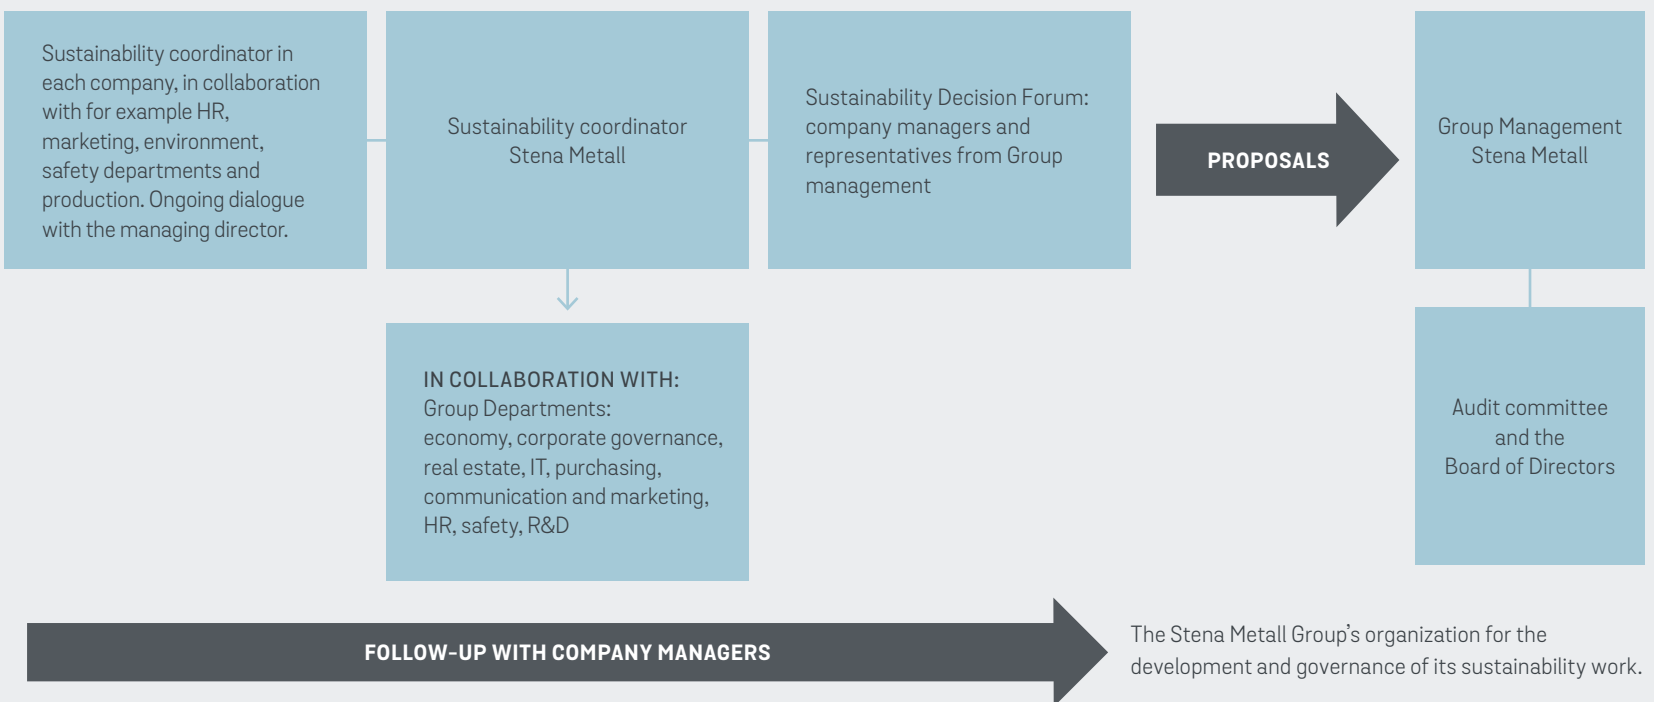 Sustainability coordinator in
each company, in collaboration
with for example HR,
marketing, environment,
safety departments and
production. Ongoing dialogue
with the managing director.
Sustainability coordinator
Stena Metall
Sustainability Decision Forum:
company managers and
representatives from Group
management
PROPOSALS
Group Management
Stena Metall
IN COLLABORATION WITH:
Group Departments:
economy, corporate governance,
real estate, IT, purchasing,
communication and marketing,
HR, safety, R&D
Audit committee
and the
Board of Directors
FOLLOW-UP WITH COMPANY MANAGERS
The Stena Metall Group’s organization for the
development and governance of its sustainability work.